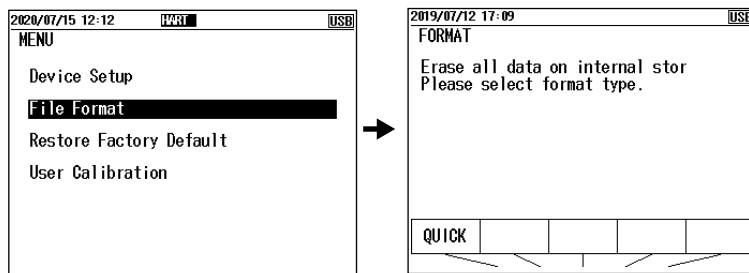 2020/07/15 12:12 HART USB
MENU
Device Setup
File Format
Restore Factory Default
User Calibration
2019/07/12 17:09 USB
FORMAT
Erase all data on internal stor
Please select format type.
QUICK